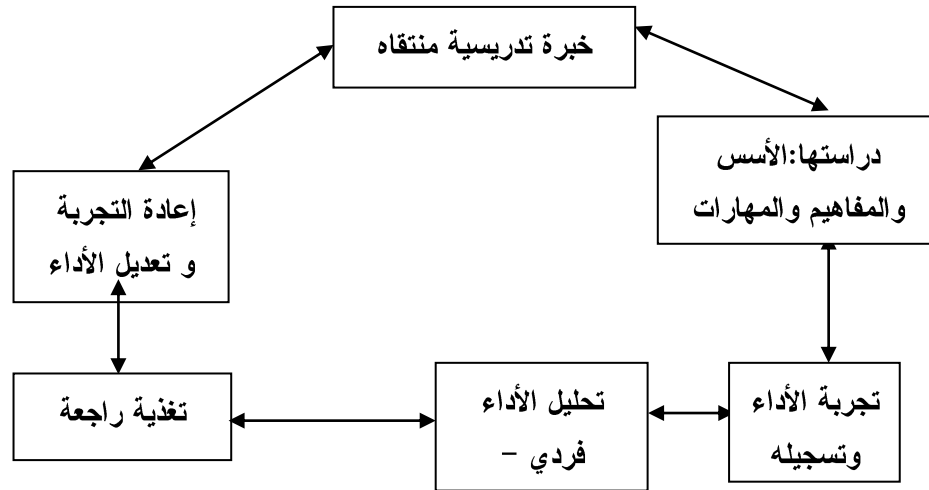 خبرة تدريسية منتقاه
دراستها:الأسس
والمفاهيم والمهارات
إعادة التجربة
و تعديل الأداء
تجربة الأداء
وتسجيله
تحليل الأداء
فردي –
تغذية راجعة